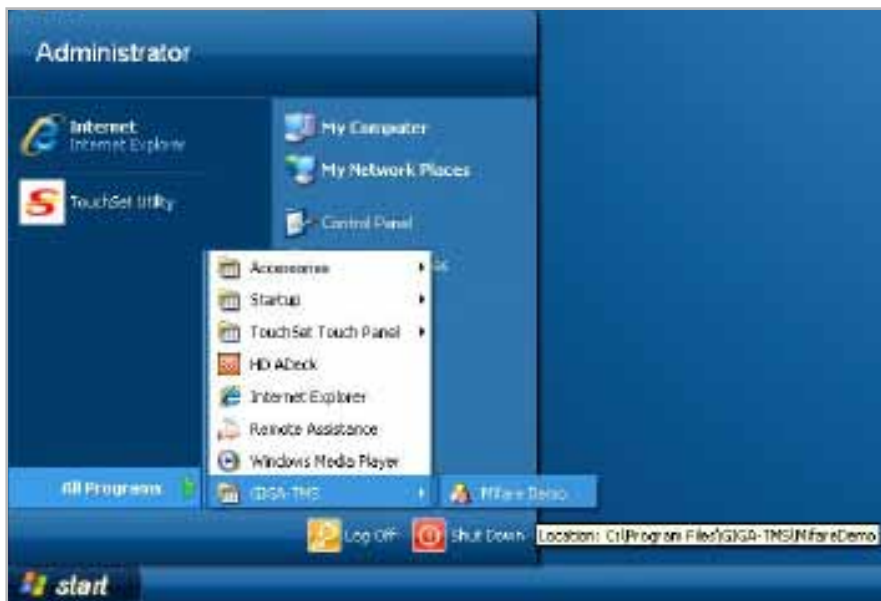 Administrator
Internet
Internet Explorer
TouchSet Utility
My Computer
My Network Places
Control Panel
Accessories
Startup
TouchSet Touch Panel
HD ADeck
Internet Explorer
Remote Assistance
Windows Media Player
GIGA-TMS
Mifare Demo
All Programs
Log Off
Shut Down
Location: C:\Program Files\GIGA-TMS\MifareDemo
start